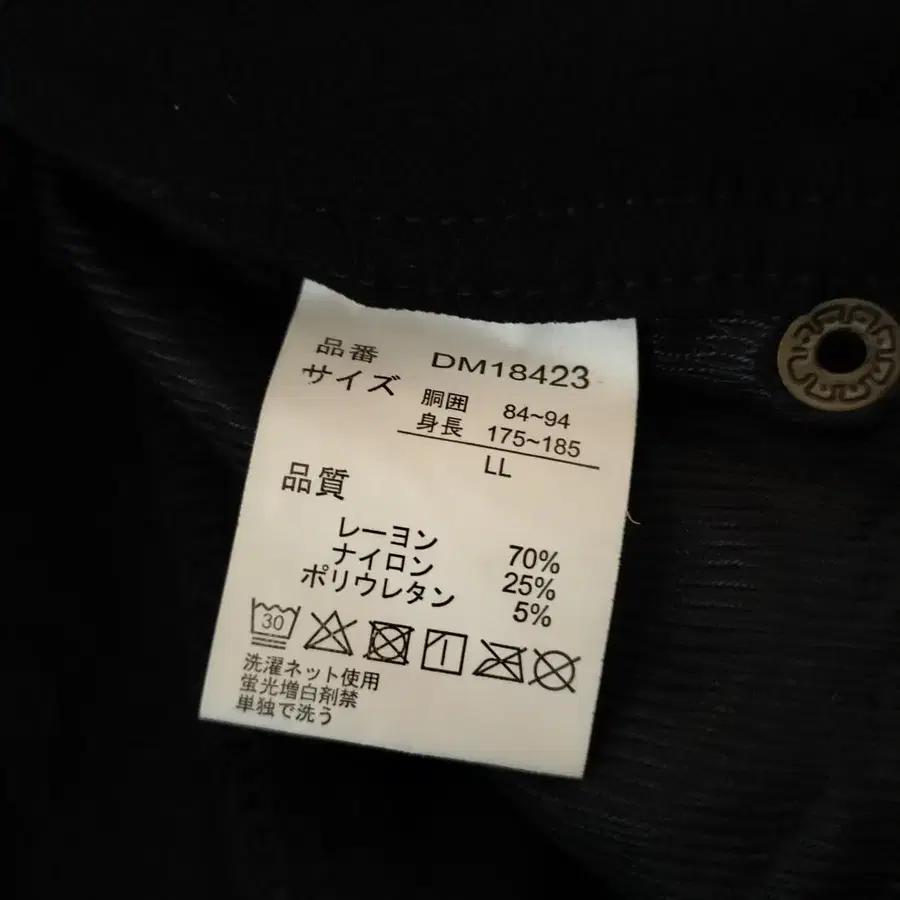 品番 DM18423
サイズ
胴囲 84~94
身長 175~185
LL
品質
レーヨン 70%
ナイロン 25%
ポリウレタン 5%
30
洗濯ネット使用
蛍光増白剤禁
単独で洗う